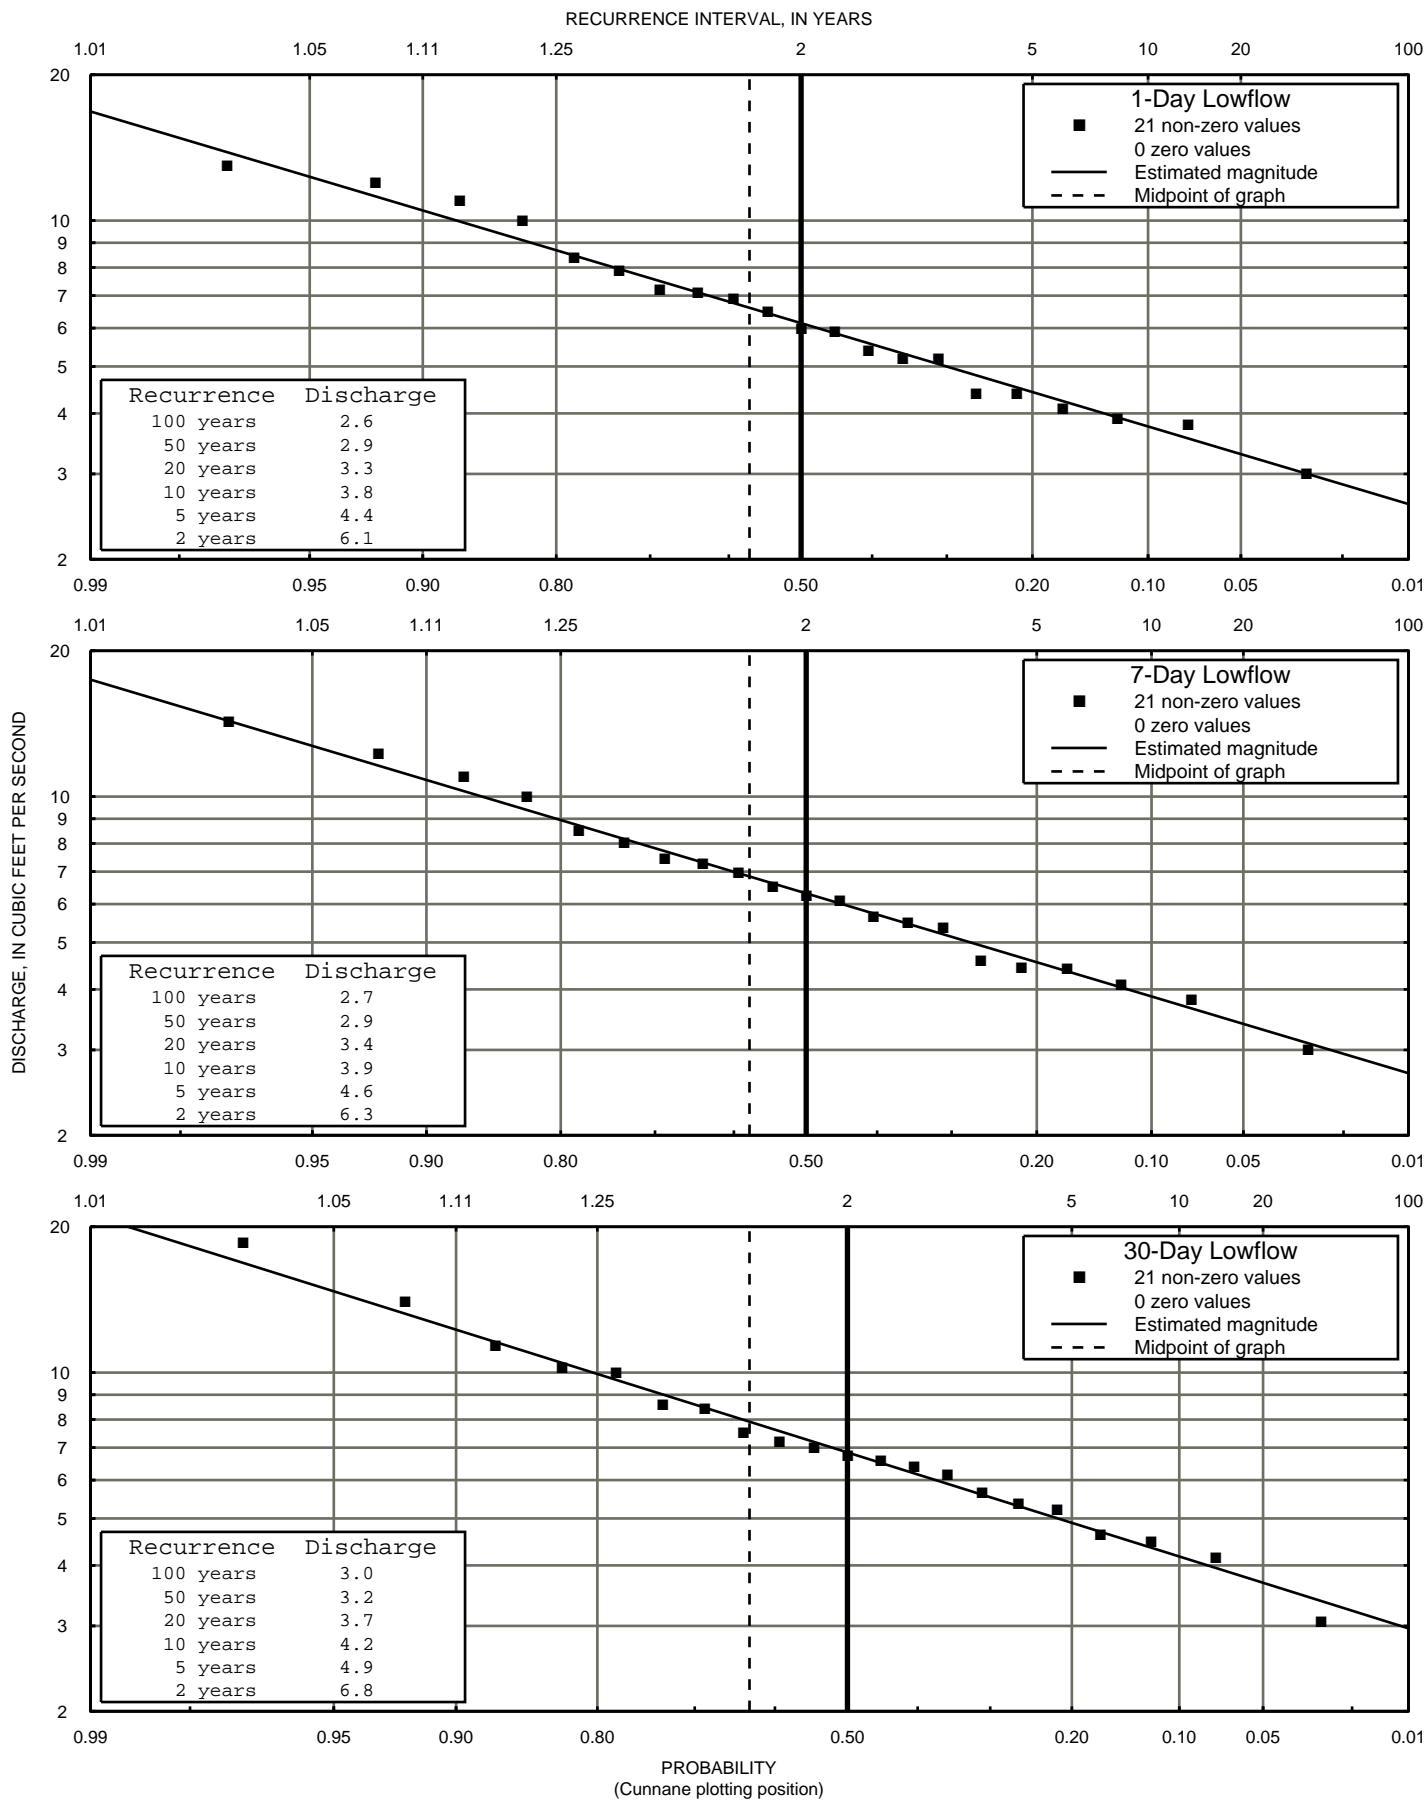 RECURRENCE INTERVAL, IN YEARS
1.01 1.05 1.11 1.25 2 5 10 20 100
20
10
9
8
7
6
5
4
3
2
1-Day Lowflow
21 non-zero values
0 zero values
Estimated magnitude
Midpoint of graph
Recurrence Discharge
100 years 2.6
50 years 2.9
20 years 3.3
10 years 3.8
5 years 4.4
2 years 6.1
0.99 0.95 0.90 0.80 0.50 0.20 0.10 0.05 0.01
1.01 1.05 1.11 1.25 2 5 10 20 100
DISCHARGE, IN CUBIC FEET PER SECOND
20
10
9
8
7
6
5
4
3
2
7-Day Lowflow
21 non-zero values
0 zero values
Estimated magnitude
Midpoint of graph
Recurrence Discharge
100 years 2.7
50 years 2.9
20 years 3.4
10 years 3.9
5 years 4.6
2 years 6.3
0.99 0.95 0.90 0.80 0.50 0.20 0.10 0.05 0.01
1.01 1.05 1.11 1.25 2 5 10 20 100
20
10
9
8
7
6
5
4
3
2
30-Day Lowflow
21 non-zero values
0 zero values
Estimated magnitude
Midpoint of graph
Recurrence Discharge
100 years 3.0
50 years 3.2
20 years 3.7
10 years 4.2
5 years 4.9
2 years 6.8
0.99 0.95 0.90 0.80 0.50 0.20 0.10 0.05 0.01
PROBABILITY
(Cunnane plotting position)